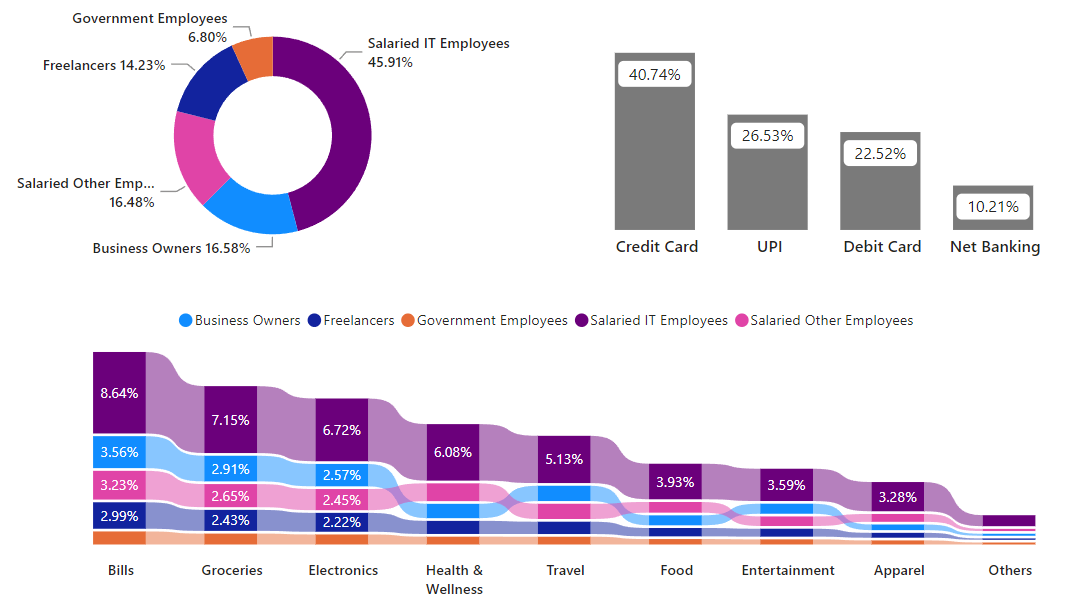 Government Employees
6.80%
Salaried IT Employees
45.91%
Freelancers 14.23%
Salaried Other Emp...
16.48%
Business Owners 16.58%
40.74%
26.53%
22.52%
10.21%
Credit Card
UPI
Debit Card
Net Banking
Business Owners
Freelancers
Government Employees
Salaried IT Employees
Salaried Other Employees
8.64%
3.56%
3.23%
2.99%
7.15%
2.91%
2.65%
2.43%
6.72%
2.57%
2.45%
2.22%
6.08%
5.13%
3.93%
3.59%
3.28%
Bills
Groceries
Electronics
Health &
Wellness
Travel
Food
Entertainment
Apparel
Others